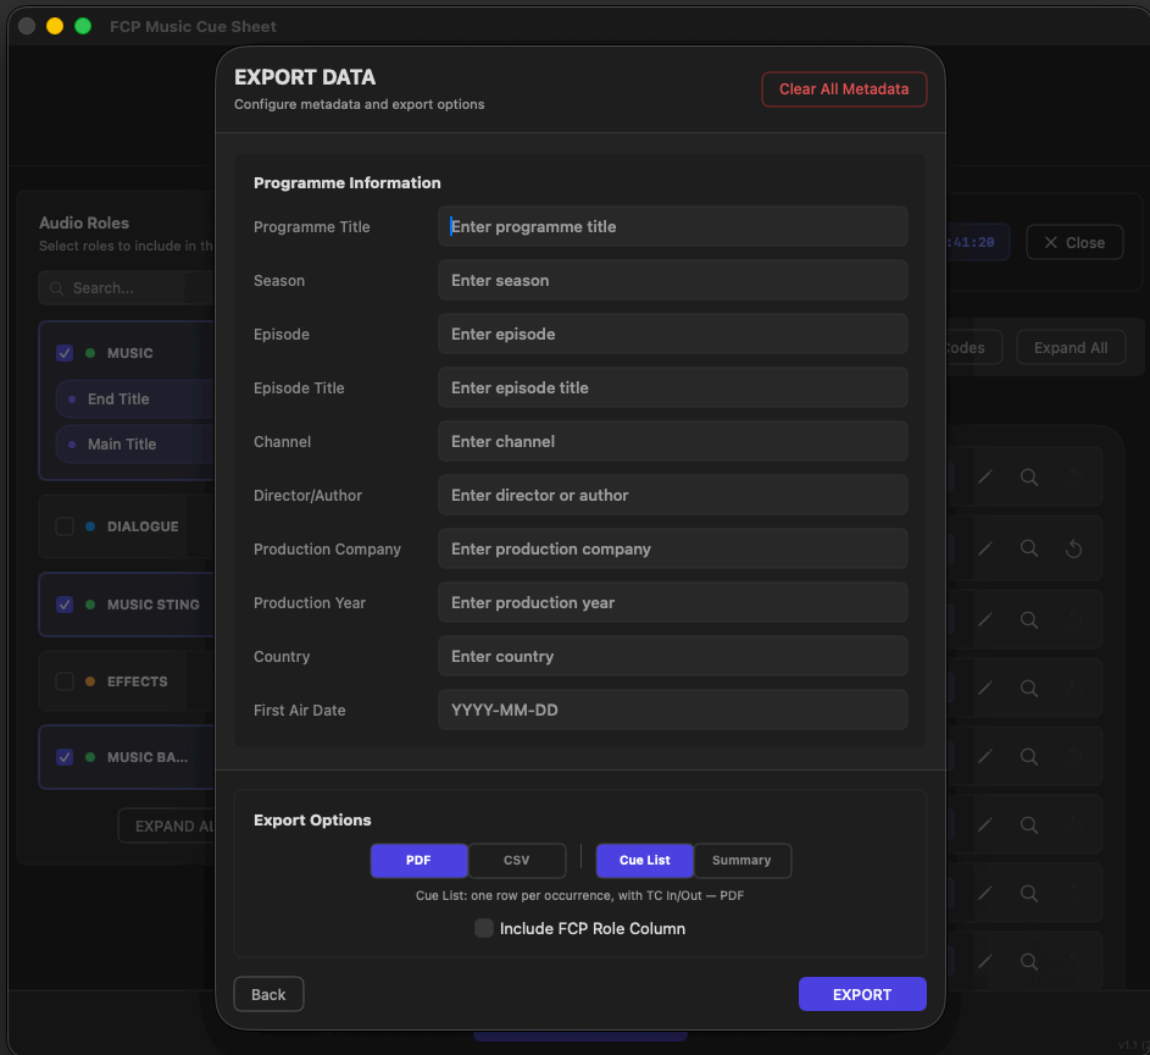 FCP Music Cue Sheet
EXPORT DATA
Configure metadata and export options
Clear All Metadata
Programme Information
Programme Title
Enter programme title
Season
Enter season
Episode
Enter episode
Episode Title
Enter episode title
Channel
Enter channel
Director/Author
Enter director or author
Production Company
Enter production company
Production Year
Enter production year
Country
Enter country
First Air Date
YYYY-MM-DD
Export Options
PDF
CSV
Cue List
Summary
Cue List: one row per occurrence, with TC In/Out — PDF
Include FCP Role Column
Back
EXPORT
Audio Roles
Select roles to include in th
Search...
MUSIC
End Title
Main Title
DIALOGUE
MUSIC STING
EFFECTS
MUSIC BA...
EXPAND AL
:41:20
Close
Expand All
v1.1